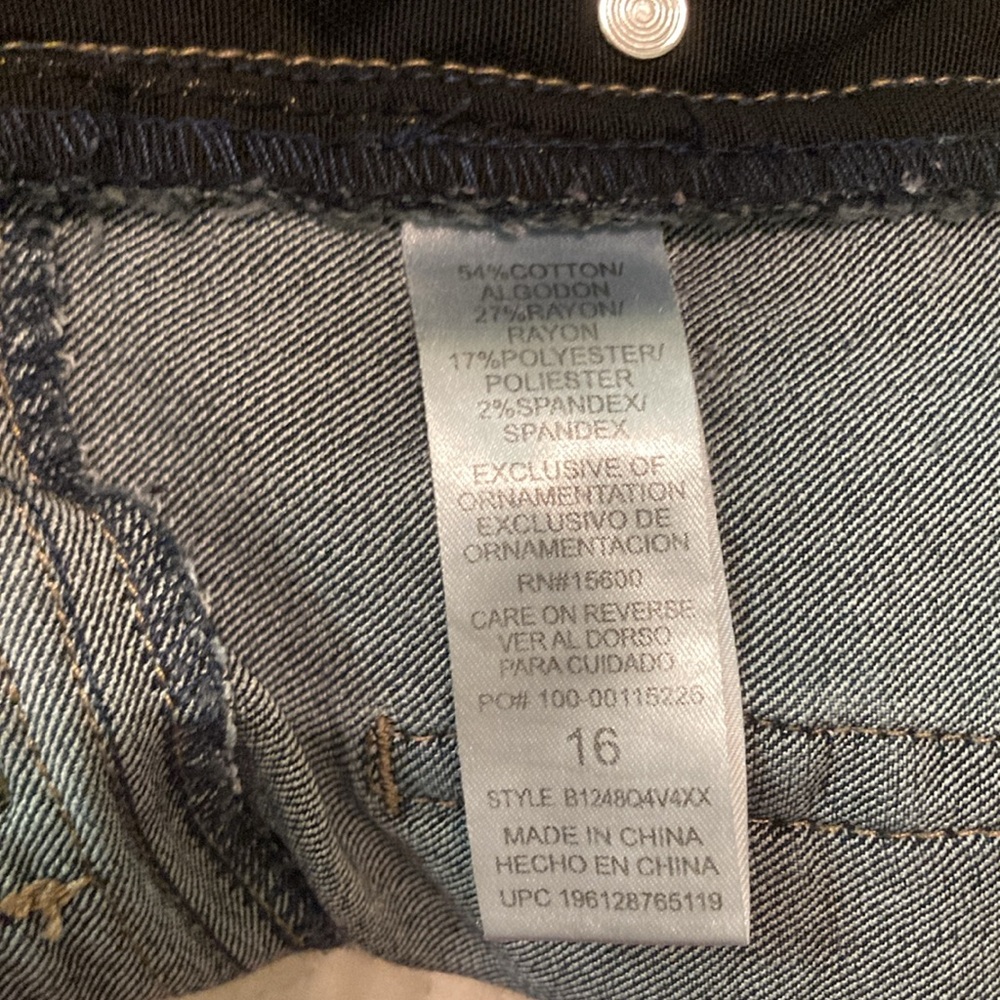 54%COTTON/
ALGODON
27%RAYON/
RAYON
17%POLYESTER/
POLIESTER
2%SPANDEX/
SPANDEX
EXCLUSIVE OF
ORNAMENTATION
EXCLUSIVO DE
ORNAMENTACION
RN#15600
CARE ON REVERSE
VER AL DORSO
PARA CUIDADO
PO# 100-00115226
16
STYLE B1248Q4V4XX
MADE IN CHINA
HECHO EN CHINA
UPC 196128765119